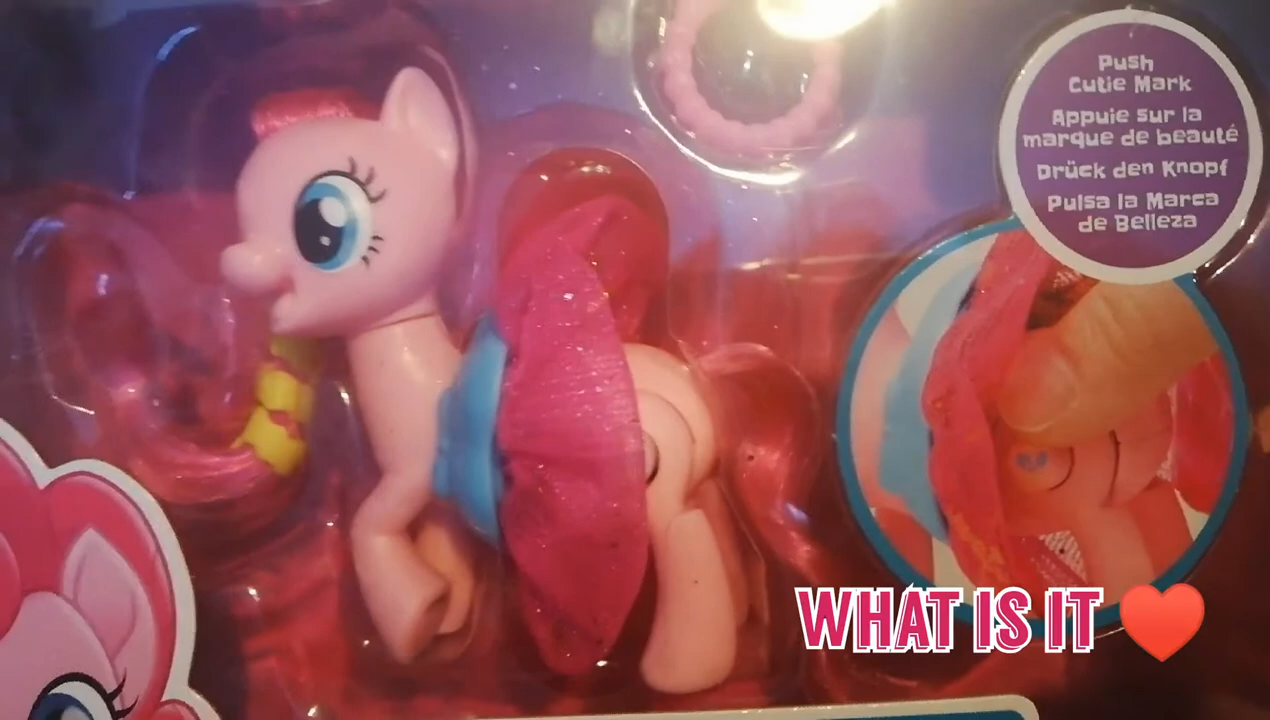 Push
Cutie Mark
Appuie sur la
marque de beauté
Drück den Knopf
Pulsa la Marca
de Belleza
WHAT IS IT ❤️